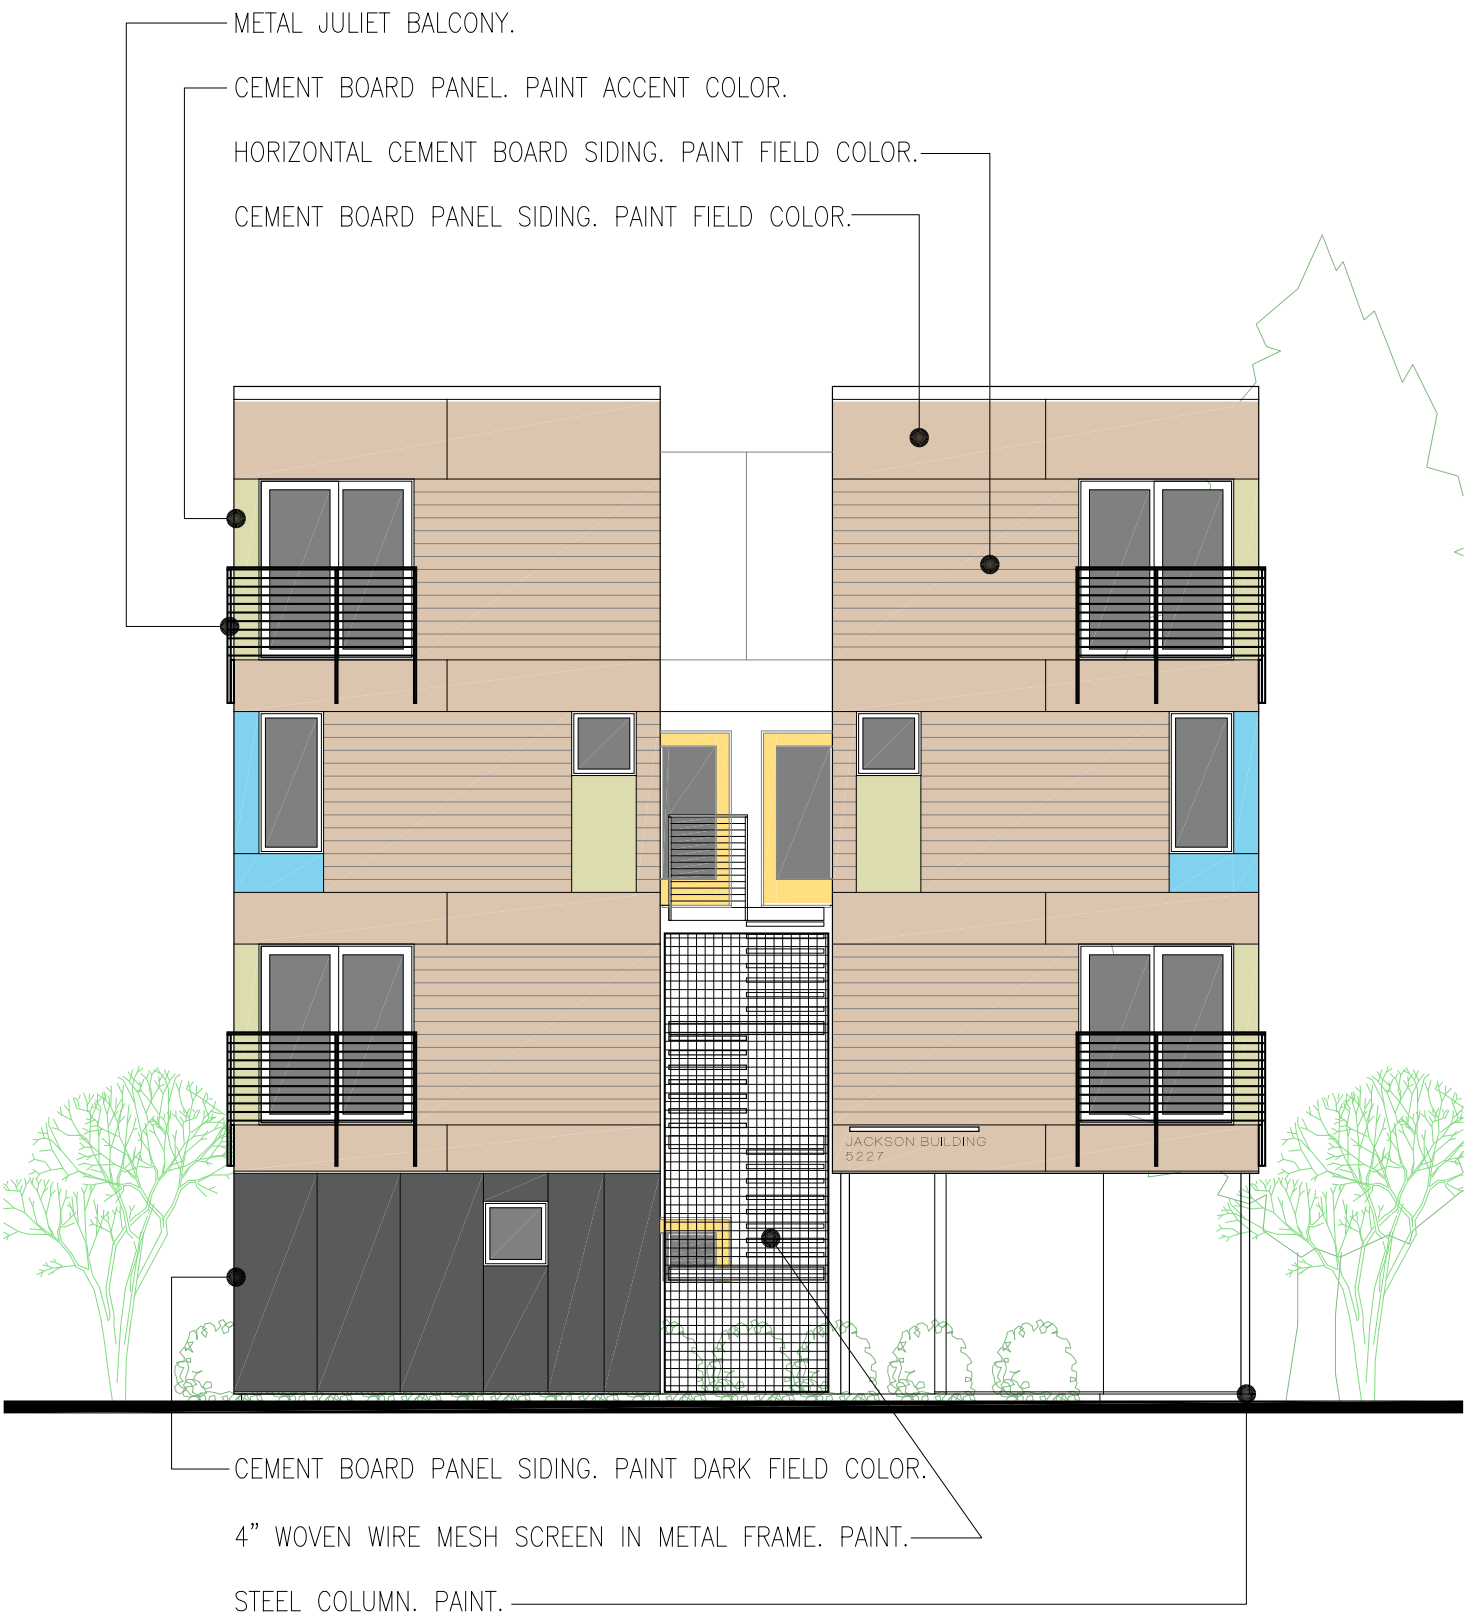 METAL JULIET BALCONY.
CEMENT BOARD PANEL. PAINT ACCENT COLOR.
HORIZONTAL CEMENT BOARD SIDING. PAINT FIELD COLOR.
CEMENT BOARD PANEL SIDING. PAINT FIELD COLOR.
JACKSON BUILDING
5227
CEMENT BOARD PANEL SIDING. PAINT DARK FIELD COLOR.
4” WOVEN WIRE MESH SCREEN IN METAL FRAME. PAINT.
STEEL COLUMN. PAINT.